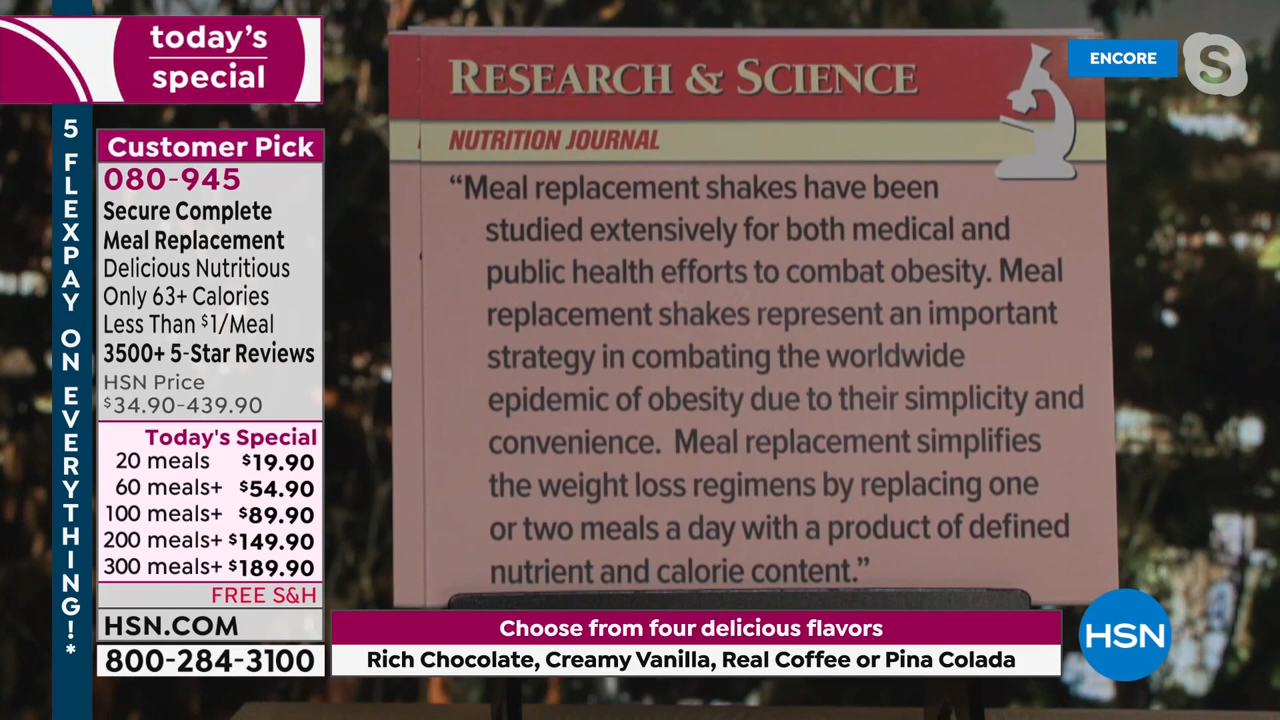 today's
special
5 FLEXPAY ON EVERYTHING!*
Customer Pick
080-945
Secure Complete
Meal Replacement
Delicious Nutritious
Only 63+ Calories
Less Than $1/Meal
3500+ 5-Star Reviews
HSN Price
$34.90-439.90
Today's Special
20 meals $19.90
60 meals+ $54.90
100 meals+ $89.90
200 meals+ $149.90
300 meals+ $189.90
FREE S&H
HSN.COM
800-284-3100
ENCORE
S
RESEARCH & SCIENCE
NUTRITION JOURNAL
“Meal replacement shakes have been
studied extensively for both medical and
public health efforts to combat obesity. Meal
replacement shakes represent an important
strategy in combating the worldwide
epidemic of obesity due to their simplicity and
convenience. Meal replacement simplifies
the weight loss regimens by replacing one
or two meals a day with a product of defined
nutrient and calorie content.”
Choose from four delicious flavors
Rich Chocolate, Creamy Vanilla, Real Coffee or Pina Colada
HSN